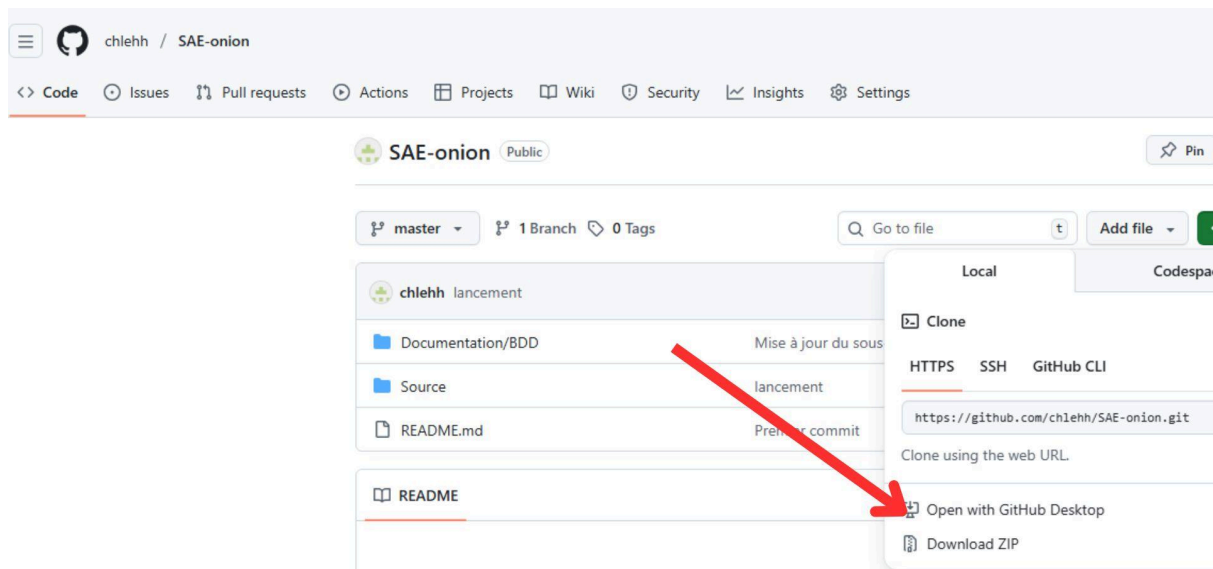 chlehh / SAE-onion
Code Issues Pull requests Actions Projects Wiki Security Insights Settings
SAE-onion Public
Pin
master 1 Branch 0 Tags
Go to file t Add file
Local
chlehh lancement
Clone
Documentation/BDD Mise à jour du
HTTPS SSH GitHub CLI
Source lancement
https://github.com/chlehh/SAE-onion.git
README.md commit
Clone using the web URL.
README
Open with GitHub Desktop
Download ZIP